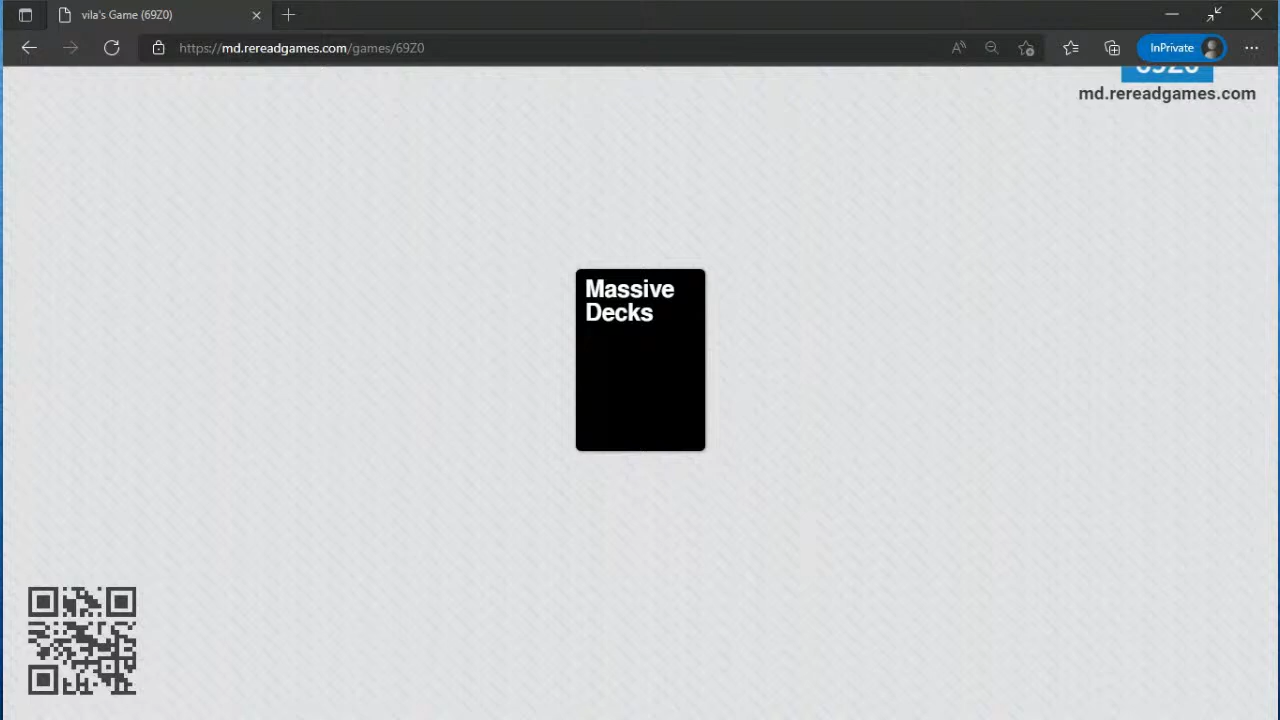 vila's Game (69Z0)
https://md.rereadgames.com/games/69Z0
InPrivate
md.rereadgames.com
Massive
Decks